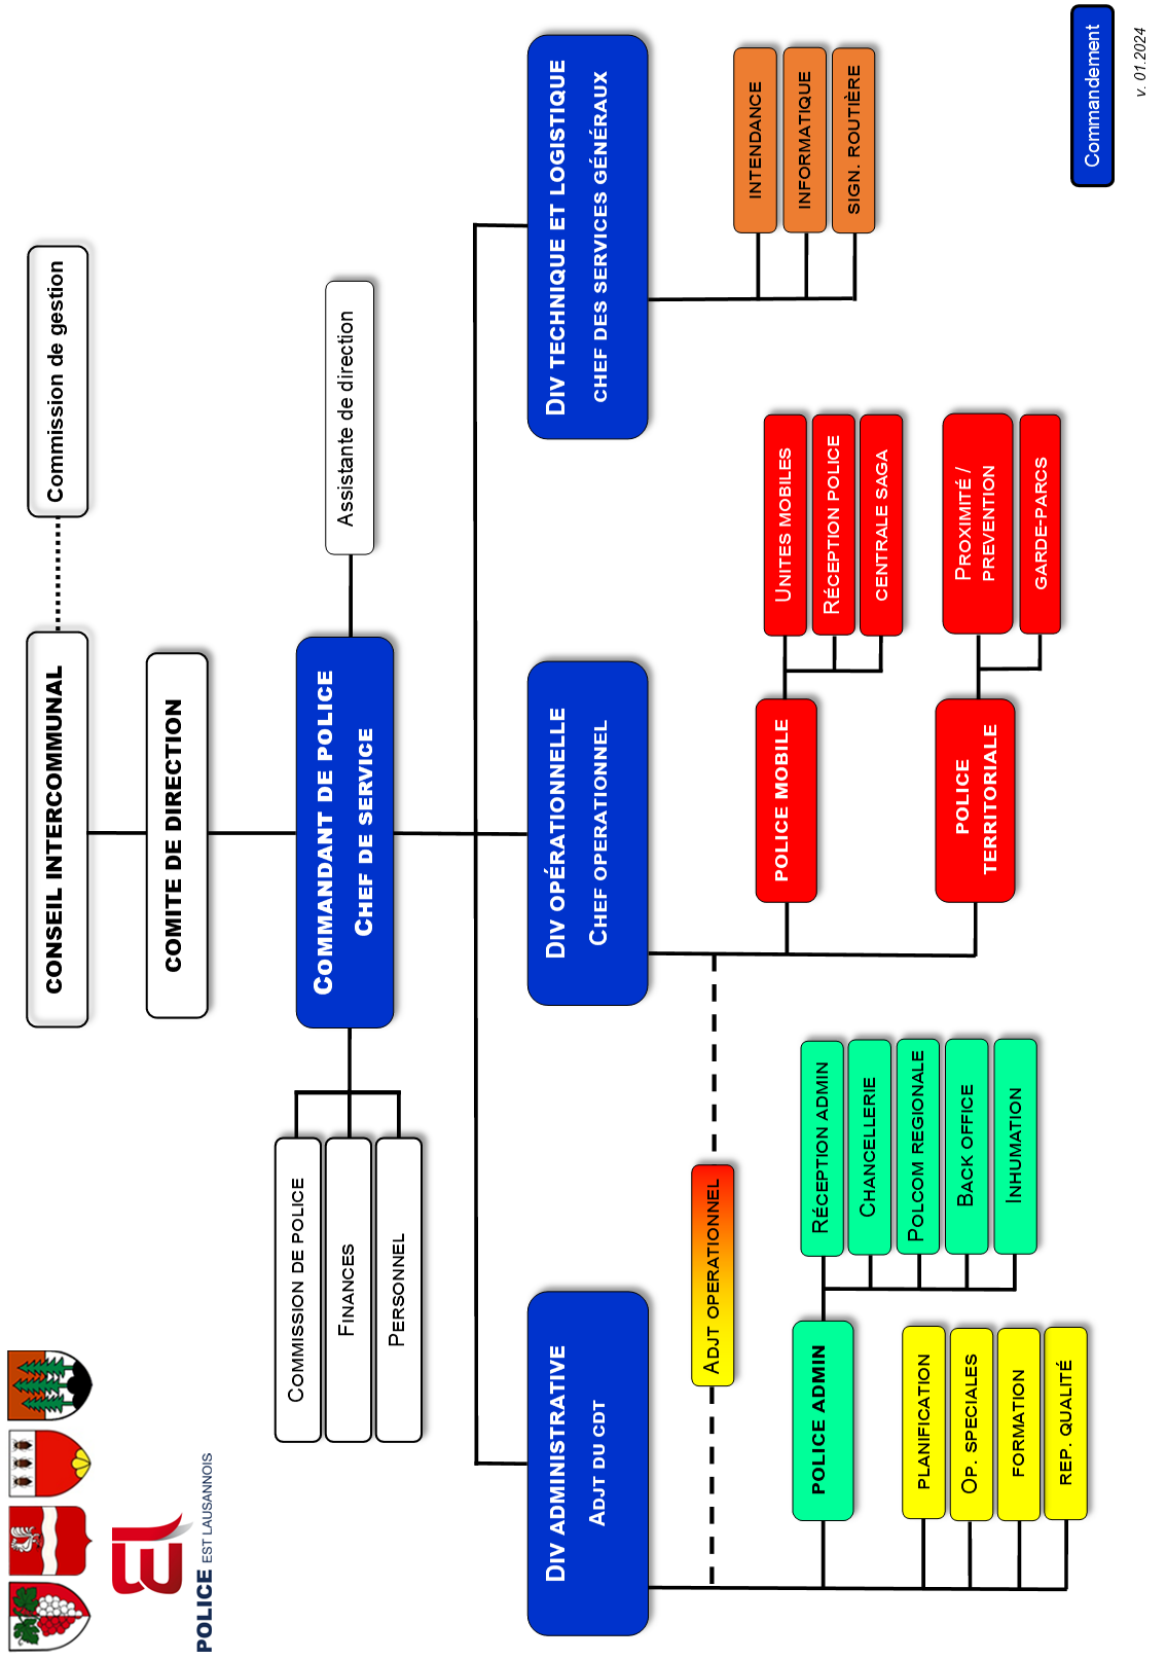 POLICE EST LAUSANNOIS
CONSEIL INTERCOMMUNAL
Commission de gestion
COMITE DE DIRECTION
COMMANDANT DE POLICE
CHEF DE SERVICE
Assistante de direction
COMMISSION DE POLICE
FINANCES
PERSONNEL
DIV ADMINISTRATIVE
ADJT DU CDT
DIV OPÉRATIONNELLE
CHEF OPERATIONNEL
DIV TECHNIQUE ET LOGISTIQUE
CHEF DES SERVICES GÉNÉRAUX
ADJT OPERATIONNEL
POLICE ADMIN
RÉCEPTION ADMIN
CHANCELLERIE
POLCOM REGIONALE
BACK OFFICE
INHUMATION
PLANIFICATION
OP. SPECIALES
FORMATION
REP. QUALITÉ
POLICE MOBILE
UNITES MOBILES
RÉCEPTION POLICE
CENTRALE SAGA
POLICE
TERRITORIALE
PROXIMITÉ /
PREVENTION
GARDE-PARCS
INTENDANCE
INFORMATIQUE
SIGN. ROUTIÈRE
Commandement
v. 01.2024